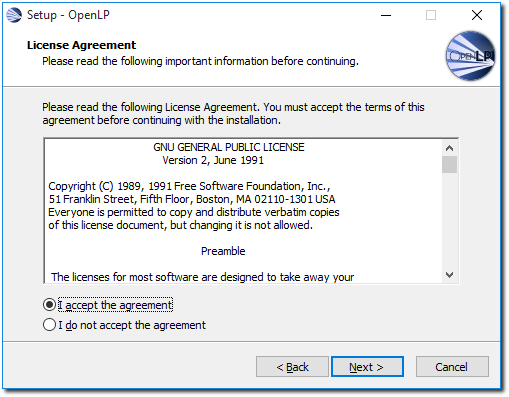 Setup - OpenLP
License Agreement
Please read the following important information before continuing.
OPENLP
Please read the following License Agreement. You must accept the terms of this
agreement before continuing with the installation.
GNU GENERAL PUBLIC LICENSE
Version 2, June 1991
Copyright (C) 1989, 1991 Free Software Foundation, Inc.,
51 Franklin Street, Fifth Floor, Boston, MA 02110-1301 USA
Everyone is permitted to copy and distribute verbatim copies
of this license document, but changing it is not allowed.
Preamble
The licenses for most software are designed to take away your
I accept the agreement
I do not accept the agreement
< Back
Next >
Cancel